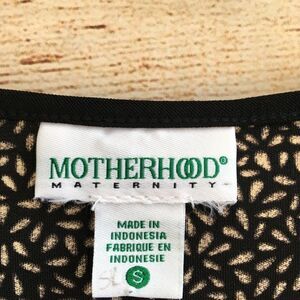 MOTHERHOOD®
MATERNITY
MADE IN
INDONESIA
FABRIQUE EN
INDONESIE
S